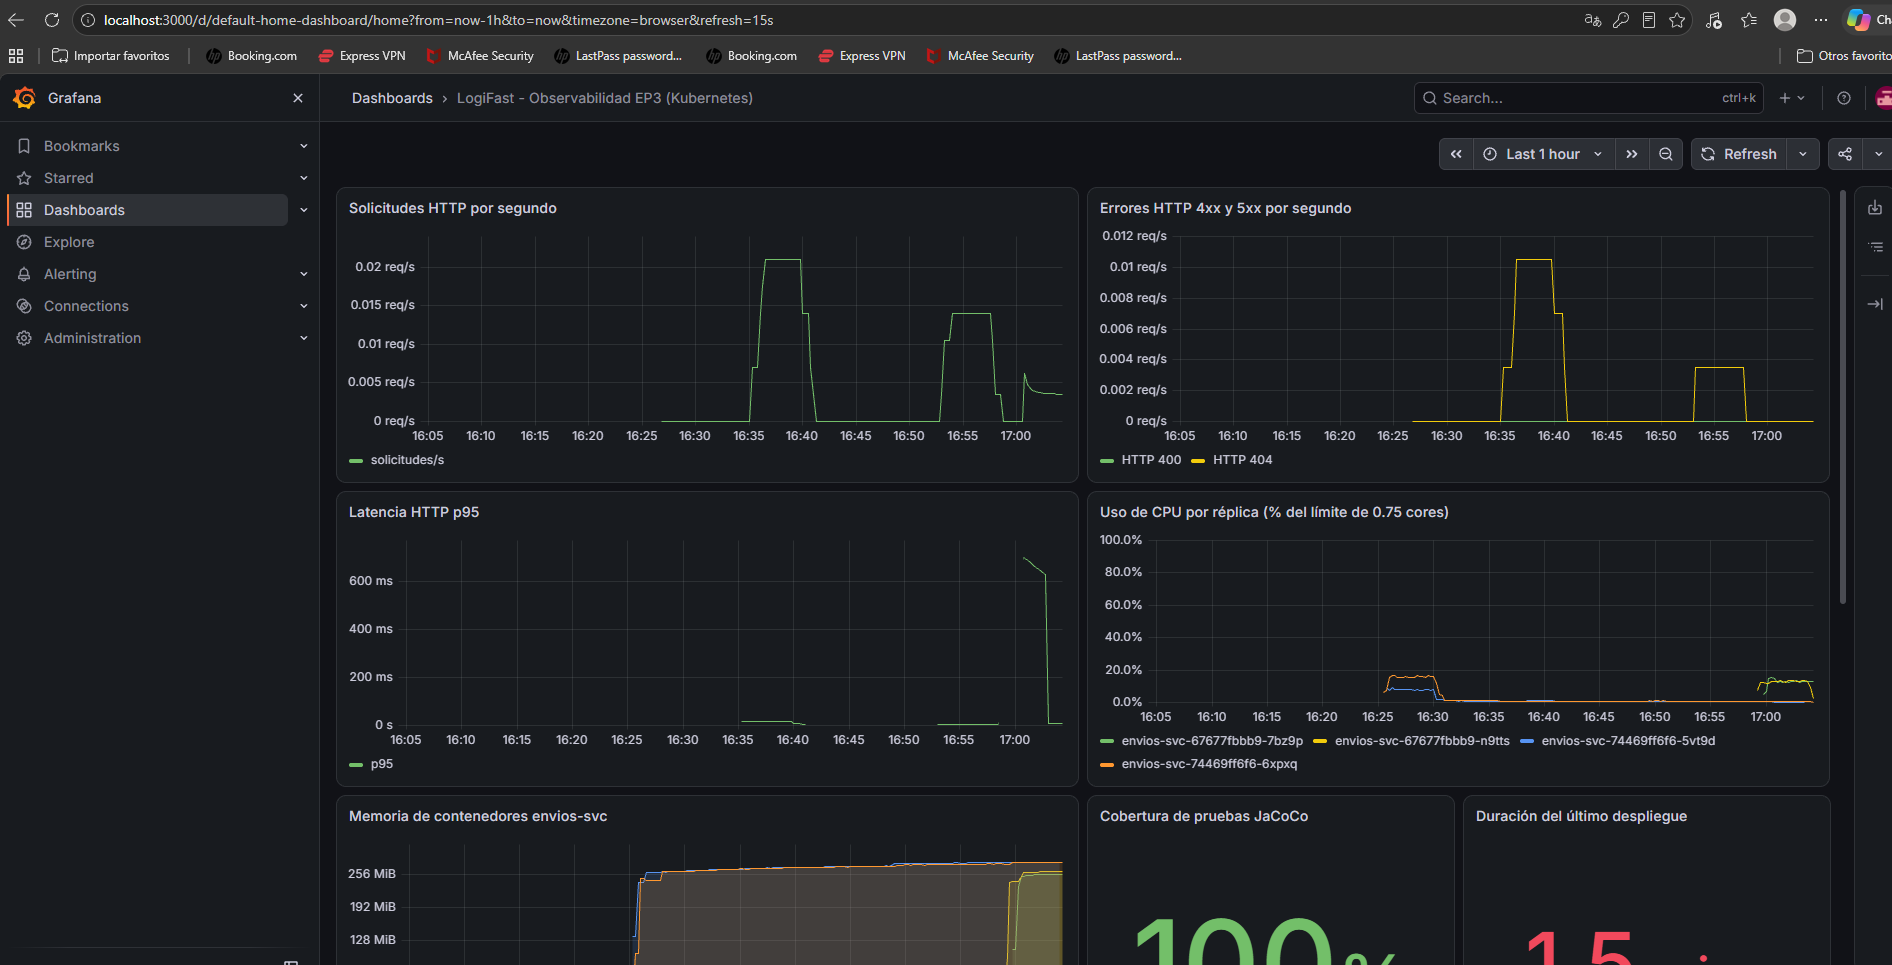 localhost:3000/d/default-home-dashboard/home?from=now-1h&to=now&timezone=browser&refresh=15s
Importar favoritos
Booking.com
Express VPN
McAfee Security
LastPass password...
Booking.com
Express VPN
McAfee Security
LastPass password...
Otros favorito
Grafana
Dashboards › LogiFast - Observabilidad EP3 (Kubernetes)
Search...
ctrl+k
Bookmarks
Starred
Dashboards
Explore
Alerting
Connections
Administration
Last 1 hour
Refresh
Solicitudes HTTP por segundo
0.02 req/s
0.015 req/s
0.01 req/s
0.005 req/s
0 req/s
16:05 16:10 16:15 16:20 16:25 16:30 16:35 16:40 16:45 16:50 16:55 17:00
solicitudes/s
Errores HTTP 4xx y 5xx por segundo
0.012 req/s
0.01 req/s
0.008 req/s
0.006 req/s
0.004 req/s
0.002 req/s
0 req/s
16:05 16:10 16:15 16:20 16:25 16:30 16:35 16:40 16:45 16:50 16:55 17:00
HTTP 400 HTTP 404
Latencia HTTP p95
600 ms
400 ms
200 ms
0 s
16:05 16:10 16:15 16:20 16:25 16:30 16:35 16:40 16:45 16:50 16:55 17:00
p95
Uso de CPU por réplica (% del límite de 0.75 cores)
100.0%
80.0%
60.0%
40.0%
20.0%
0.0%
16:05 16:10 16:15 16:20 16:25 16:30 16:35 16:40 16:45 16:50 16:55 17:00
envios-svc-67677fbbb9-7bz9p envios-svc-67677fbbb9-n9tts envios-svc-74469ff6f6-5vt9d
envios-svc-74469ff6f6-6xpxq
Memoria de contenedores envios-svc
256 MiB
192 MiB
128 MiB
Cobertura de pruebas JaCoCo
100%
Duración del último despliegue